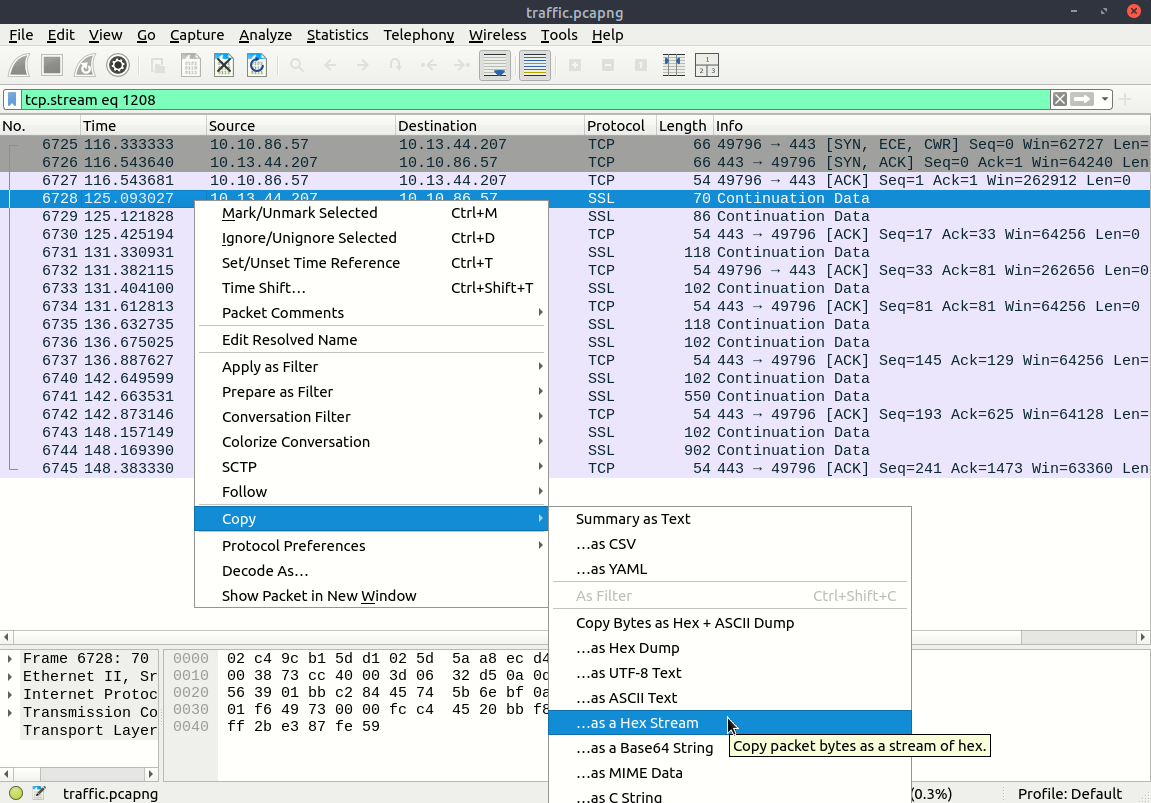 traffic.pcapng
File Edit View Go Capture Analyze Statistics Telephony Wireless Tools Help
tcp.stream eq 1208
No. Time Source Destination Protocol Length Info
6725 116.333333 10.10.86.57 10.13.44.207 TCP 66 49796 → 443 [SYN, ECE, CWR] Seq=0 Win=62727 Len=
6726 116.543640 10.13.44.207 10.10.86.57 TCP 66 443 → 49796 [SYN, ACK] Seq=0 Ack=1 Win=64240 Len
6727 116.543681 10.10.86.57 10.13.44.207 TCP 54 49796 → 443 [ACK] Seq=1 Ack=1 Win=262912 Len=0
6728 125.093027 10.13.44.207 10.10.86.57 SSL 70 Continuation Data
6729 125.121828 SSL 86 Continuation Data
6730 125.425194 TCP 54 443 → 49796 [ACK] Seq=17 Ack=33 Win=64256 Len=0
6731 131.330931 SSL 118 Continuation Data
6732 131.382115 TCP 54 49796 → 443 [ACK] Seq=33 Ack=81 Win=262656 Len=0
6733 131.404100 SSL 102 Continuation Data
6734 131.612813 TCP 54 443 → 49796 [ACK] Seq=81 Ack=81 Win=64256 Len=0
6735 136.632735 SSL 118 Continuation Data
6736 136.675025 SSL 102 Continuation Data
6737 136.887627 TCP 54 443 → 49796 [ACK] Seq=145 Ack=129 Win=64256 Len=
6740 142.649599 SSL 102 Continuation Data
6741 142.663531 SSL 550 Continuation Data
6742 142.873146 TCP 54 443 → 49796 [ACK] Seq=193 Ack=625 Win=64128 Len=
6743 148.157149 SSL 102 Continuation Data
6744 148.169390 SSL 902 Continuation Data
6745 148.383330 TCP 54 443 → 49796 [ACK] Seq=241 Ack=1473 Win=63360 Len
Mark/Unmark Selected Ctrl+M
Ignore/Unignore Selected Ctrl+D
Set/Unset Time Reference Ctrl+T
Time Shift… Ctrl+Shift+T
Packet Comments
Edit Resolved Name
Apply as Filter
Prepare as Filter
Conversation Filter
Colorize Conversation
SCTP
Follow
Copy
Protocol Preferences
Decode As…
Show Packet in New Window
Summary as Text
…as CSV
…as YAML
As Filter Ctrl+Shift+C
Copy Bytes as Hex + ASCII Dump
…as Hex Dump
…as UTF-8 Text
…as ASCII Text
…as a Hex Stream
…as a Base64 String
…as MIME Data
…as C String
Copy packet bytes as a stream of hex.
Frame 6728: 70
Ethernet II, Sr
Internet Protoc
Transmission Co
Transport Layer
0000 02 c4 9c b1 5d d1 02 5d 5a a8 ec d4
0010 00 38 73 cc 40 00 3d 06 32 d5 0a 0d
0020 56 39 01 bb c2 84 45 74 5b 6e bf 0a
0030 01 f6 49 73 00 00 fc c4 45 20 bb f8
0040 ff 2b e3 87 fe 59
traffic.pcapng (0.3%) Profile: Default